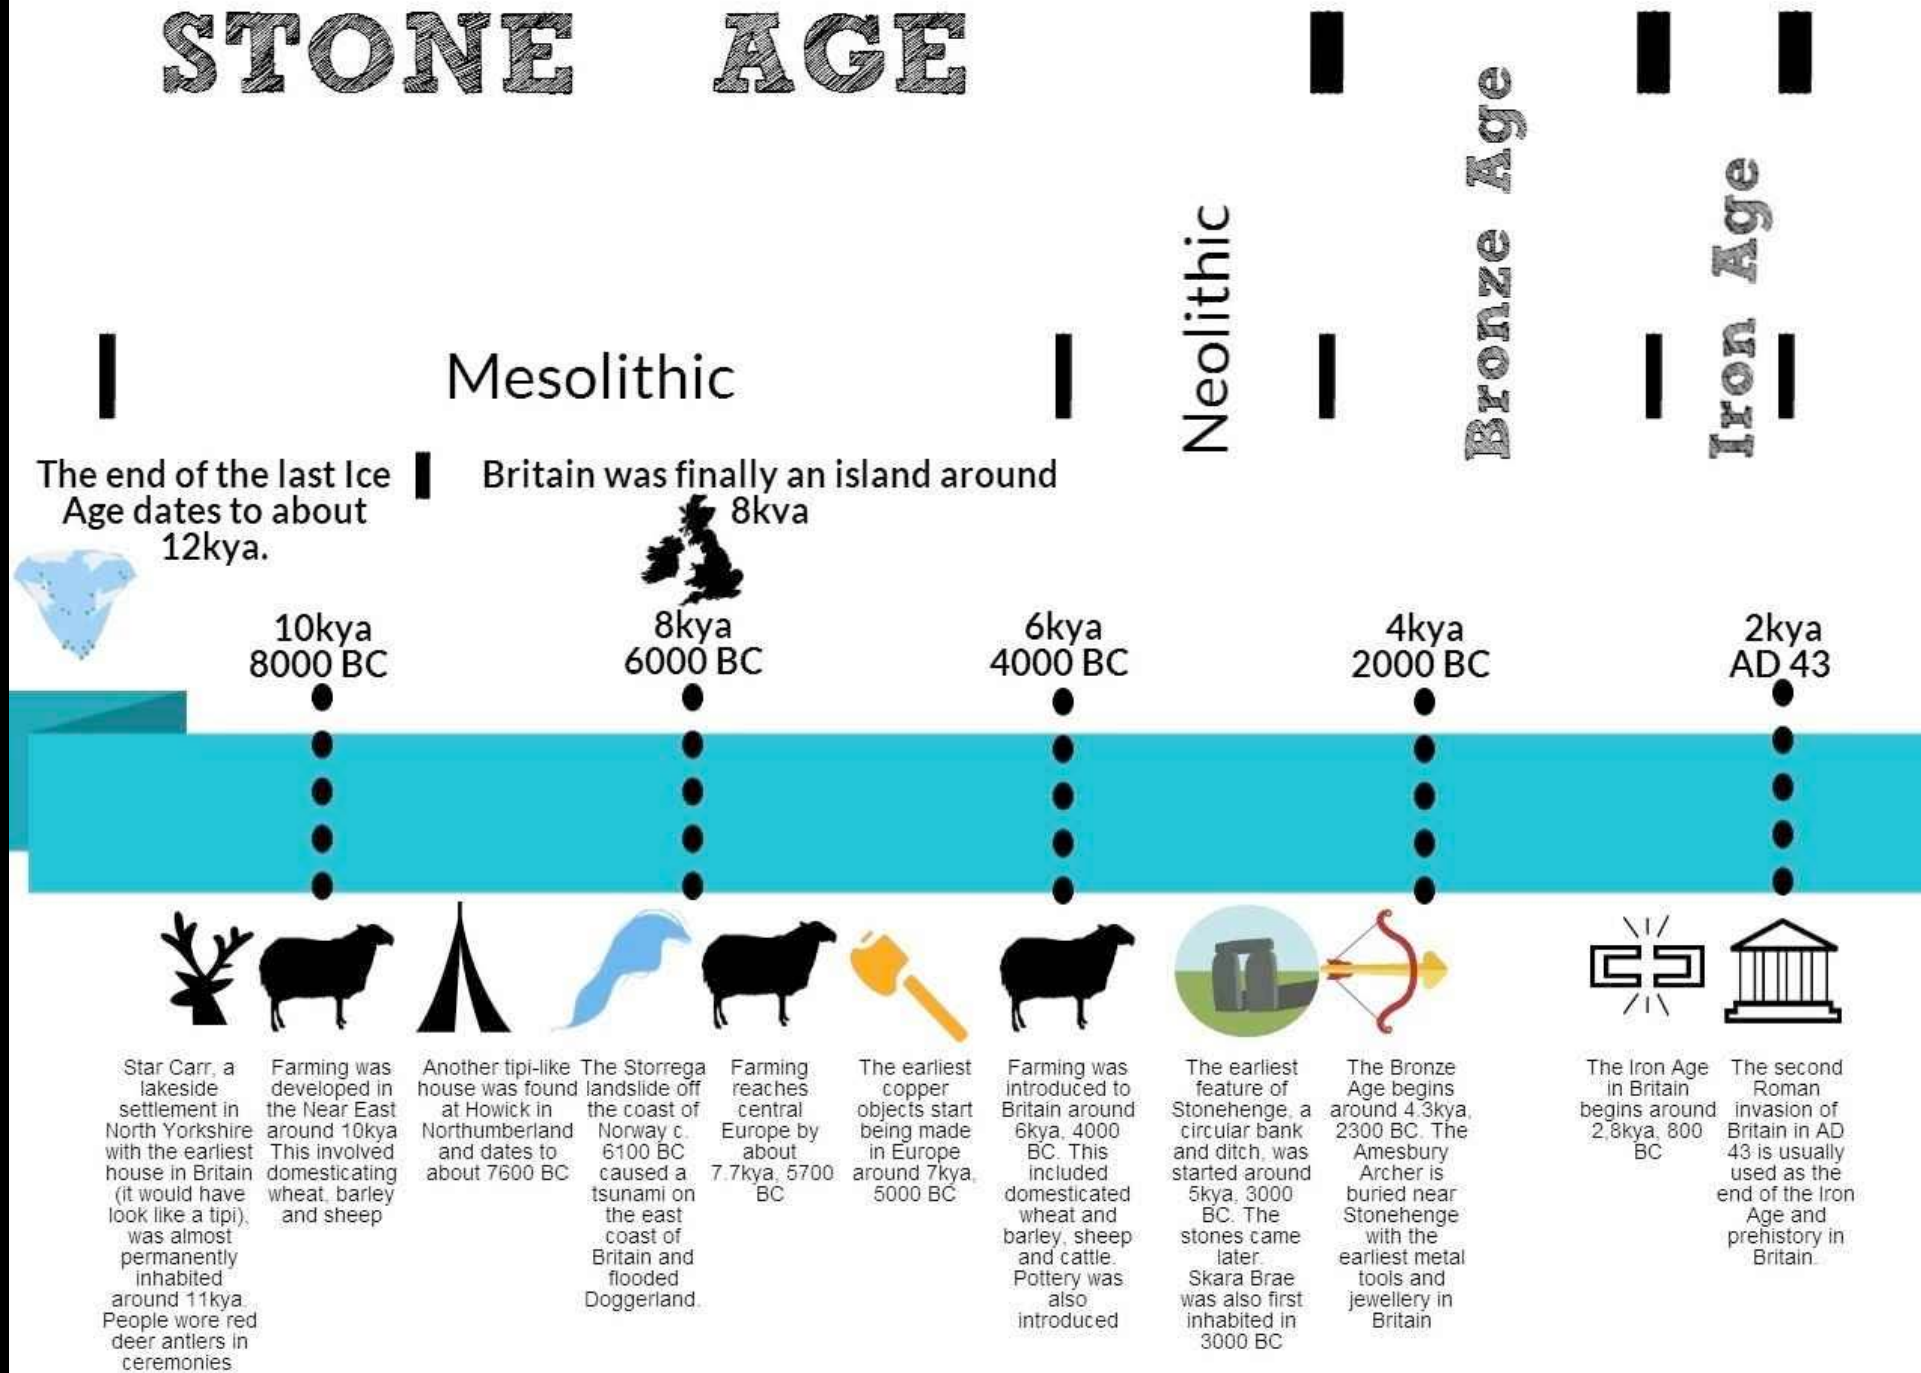 STONE AGE
Bronze Age
Iron Age
Neolithic
Mesolithic
The end of the last Ice
Age dates to about
12kya.
Britain was finally an island around
8kya
10kya
8000 BC
8kya
6000 BC
6kya
4000 BC
4kya
2000 BC
2kya
AD 43
Star Carr, a
lakeside
settlement in
North Yorkshire
with the earliest
house in Britain
(it would have
look like a tipi),
was almost
permanently
inhabited
around 11kya.
People wore red
deer antlers in
ceremonies
Farming was
developed in
the Near East
around 10kya
This involved
domesticating
wheat, barley
and sheep
Another tipi-like
house was found
at Howick in
Northumberland
and dates to
about 7600 BC
The Storrega
landslide off
the coast of
Norway c.
6100 BC
caused a
tsunami on
the east
coast of
Britain and
flooded
Doggerland.
Farming
reaches
central
Europe by
about
7.7kya, 5700
BC
The earliest
copper
objects start
being made
in Europe
around 7kya,
5000 BC
Farming was
introduced to
Britain around
6kya, 4000
BC. This
included
domesticated
wheat and
barley, sheep
and cattle.
Pottery was
also
introduced
The earliest
feature of
Stonehenge, a
circular bank
and ditch, was
started around
5kya, 3000
BC. The
stones came
later.
Skara Brae
was also first
inhabited in
3000 BC
The Bronze
Age begins
around 4.3kya,
2300 BC. The
Amesbury
Archer is
buried near
Stonehenge
with the
earliest metal
tools and
jewellery in
Britain
The Iron Age
in Britain
begins around
2,8kya, 800
BC
The second
Roman
invasion of
Britain in AD
43 is usually
used as the
end of the Iron
Age and
prehistory in
Britain.